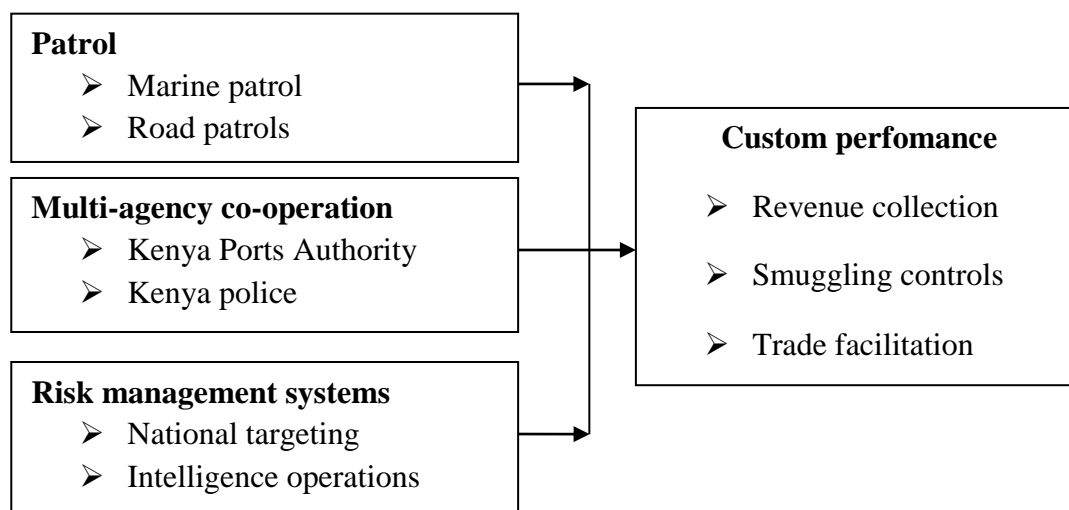 Patrol
➢ Marine patrol
➢ Road patrols
Multi-agency co-operation
➢ Kenya Ports Authority
➢ Kenya police
Risk management systems
➢ National targeting
➢ Intelligence operations
Custom perfomance
➢ Revenue collection
➢ Smuggling controls
➢ Trade facilitation